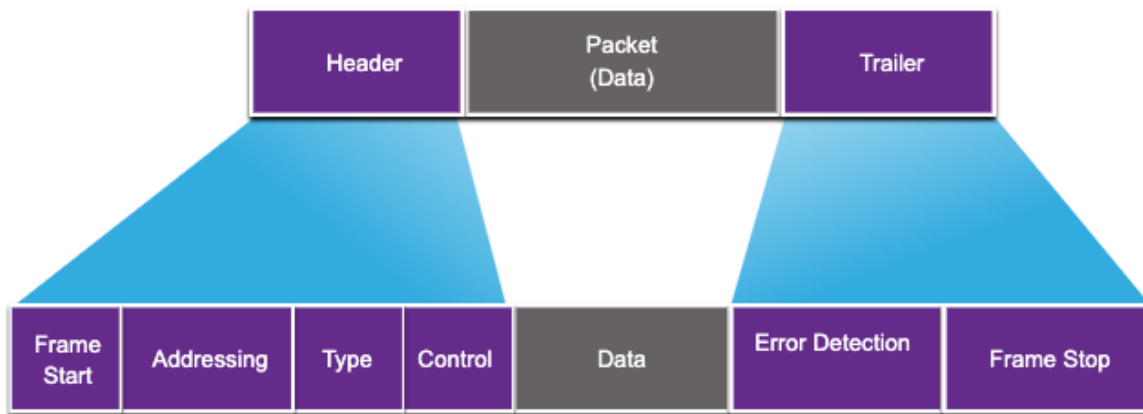 Header
Packet
(Data)
Trailer
Frame
Start
Addressing
Type
Control
Data
Error Detection
Frame Stop